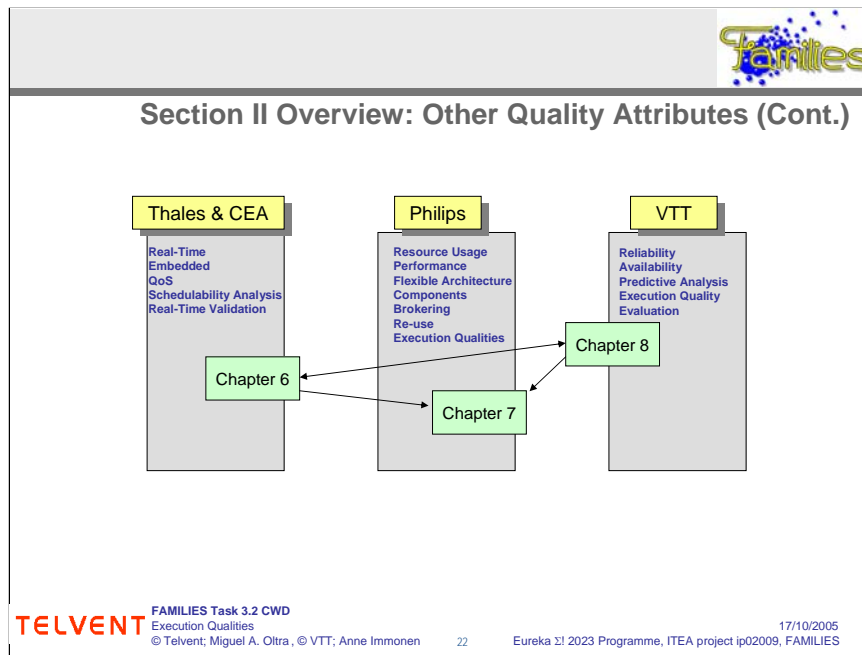 Families
Section II Overview: Other Quality Attributes (Cont.)
Thales & CEA
Real-Time
Embedded
QoS
Schedulability Analysis
Real-Time Validation
Chapter 6
Philips
Resource Usage
Performance
Flexible Architecture
Components
Brokering
Re-use
Execution Qualities
Chapter 7
VTT
Reliability
Availability
Predictive Analysis
Execution Quality
Evaluation
Chapter 8
TELVENT
FAMILIES Task 3.2 CWD
Execution Qualities
© Telvent; Miguel A. Oltra , © VTT; Anne Immonen
22
17/10/2005
Eureka Σ! 2023 Programme, ITEA project ip02009, FAMILIES